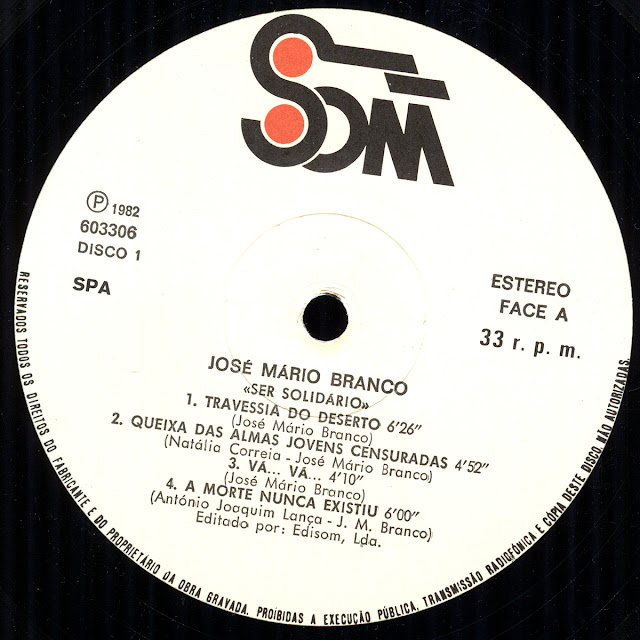 SOM
℗ 1982
603306
DISCO 1
SPA
ESTEREO
FACE A
33 r. p. m.
JOSÉ MÁRIO BRANCO
«SER SOLIDÁRIO»
1. TRAVESSIA DO DESERTO 6'26"
(José Mário Branco)
2. QUEIXA DAS ALMAS JOVENS CENSURADAS 4'52"
(Natália Correia - José Mário Branco)
3. VÁ... VÁ... 4'10"
(José Mário Branco)
4. A MORTE NUNCA EXISTIU 6'00"
(António Joaquim Lança - J. M. Branco)
Editado por: Edisom, Lda.
RESERVADOS TODOS OS DIREITOS DO FABRICANTE E DO PROPRIETÁRIO DA OBRA GRAVADA. PROÍBIDAS A EXECUÇÃO PÚBLICA, TRANSMISSÃO RADIOFÓNICA E CÓPIA DESTE DISCO NÃO AUTORIZADAS.